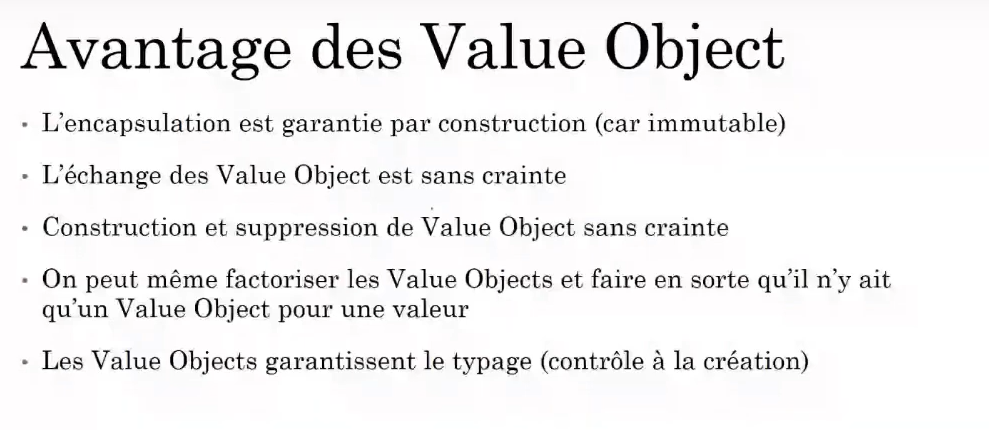 Avantage des Value Object
• L'encapsulation est garantie par construction (car immutable)
• L'échange des Value Object est sans crainte
• Construction et suppression de Value Object sans crainte
• On peut même factoriser les Value Objects et faire en sorte qu'il n'y ait
qu'un Value Object pour une valeur
• Les Value Objects garantissent le typage (contrôle à la création)